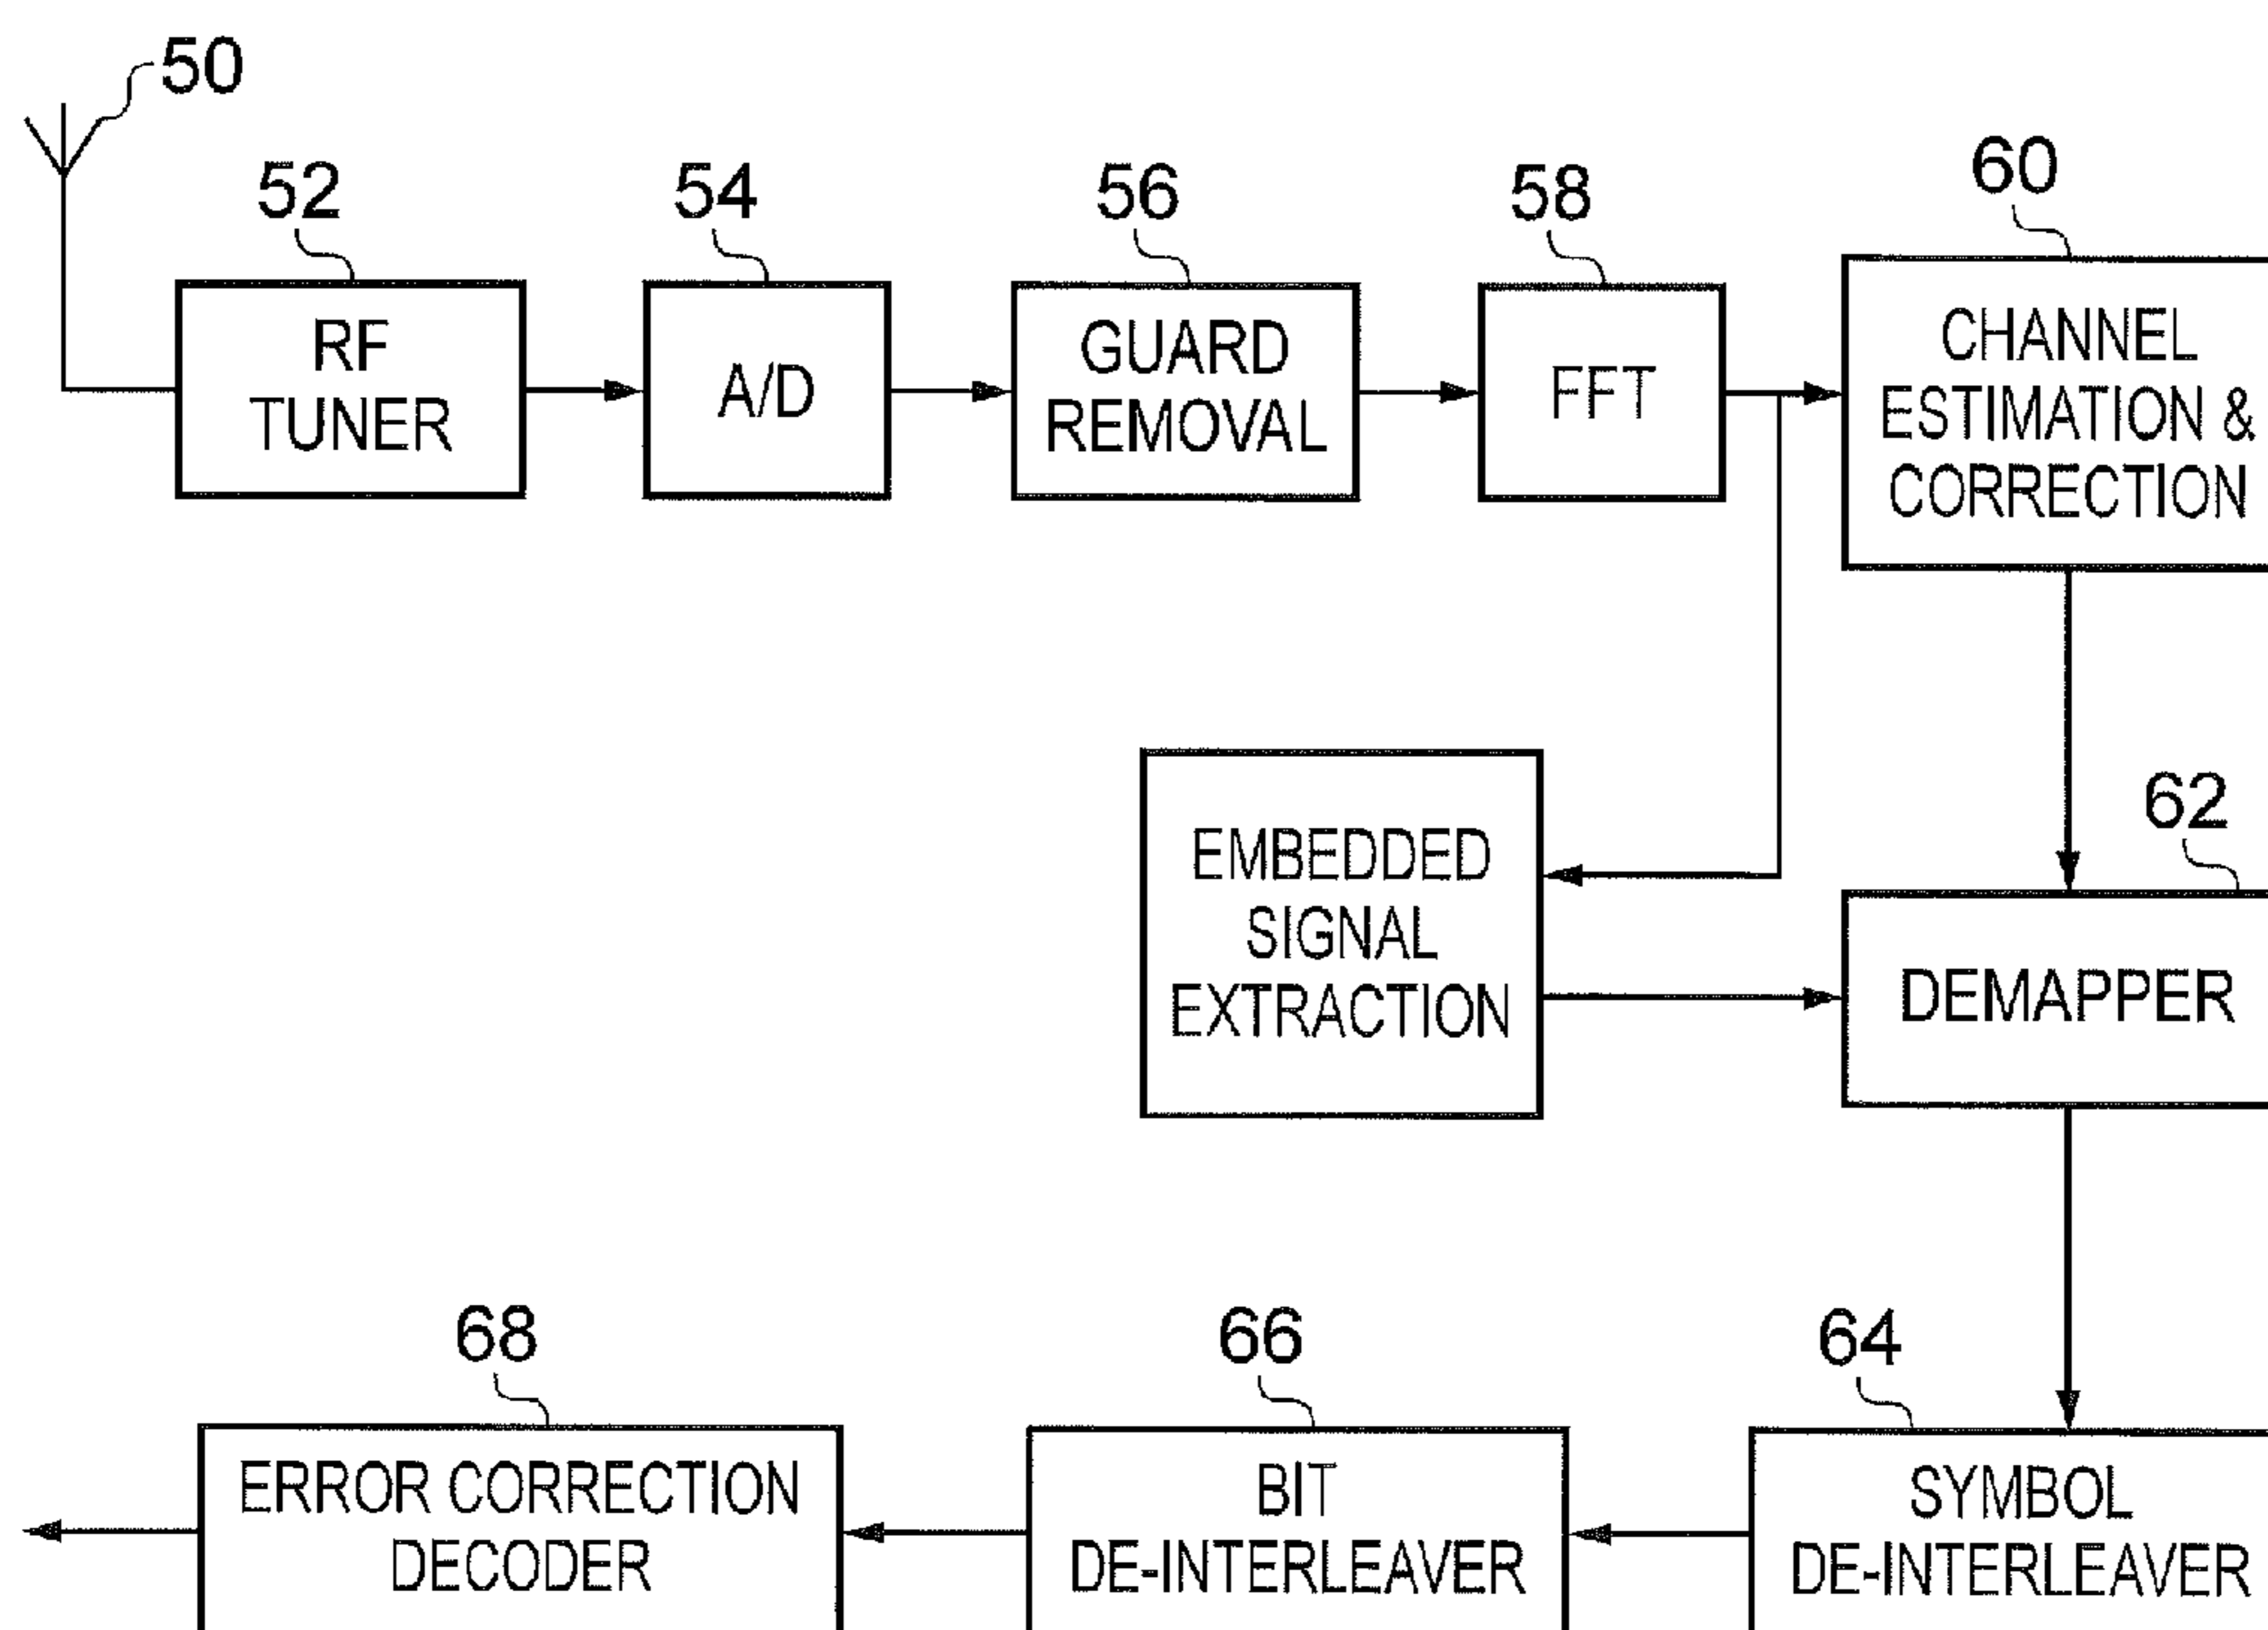 50
52
54
56
58
60
RF
TUNER
A/D
GUARD
REMOVAL
FFT
CHANNEL
ESTIMATION &
CORRECTION
62
EMBEDDED
SIGNAL
EXTRACTION
DEMAPPER
68
66
64
ERROR CORRECTION
DECODER
BIT
DE-INTERLEAVER
SYMBOL
DE-INTERLEAVER